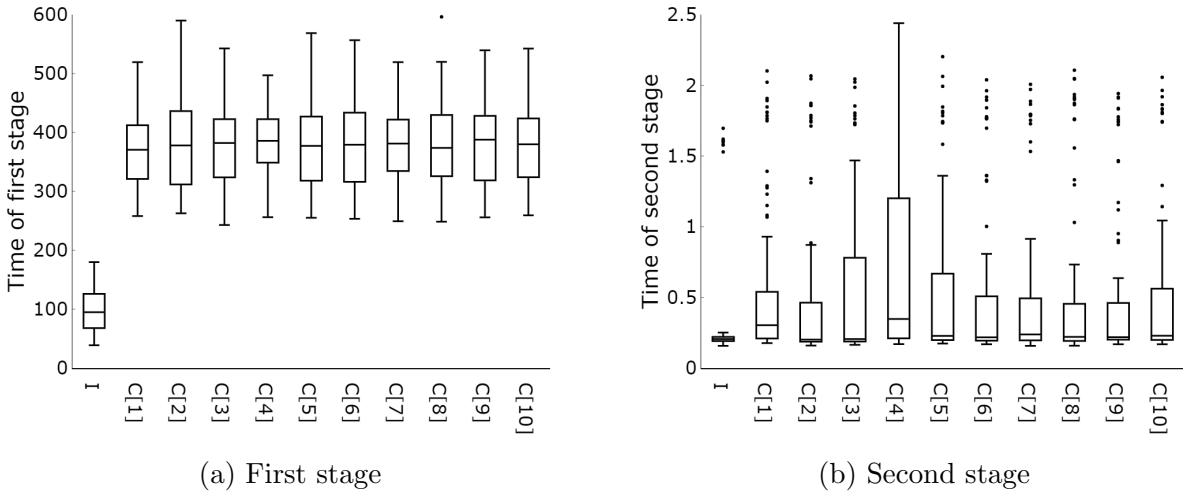 Time of first stage
600
500
400
300
200
100
0
I
C[1]
C[2]
C[3]
C[4]
C[5]
C[6]
C[7]
C[8]
C[9]
C[10]
(a) First stage
Time of second stage
2.5
2
1.5
1
0.5
0
I
C[1]
C[2]
C[3]
C[4]
C[5]
C[6]
C[7]
C[8]
C[9]
C[10]
(b) Second stage